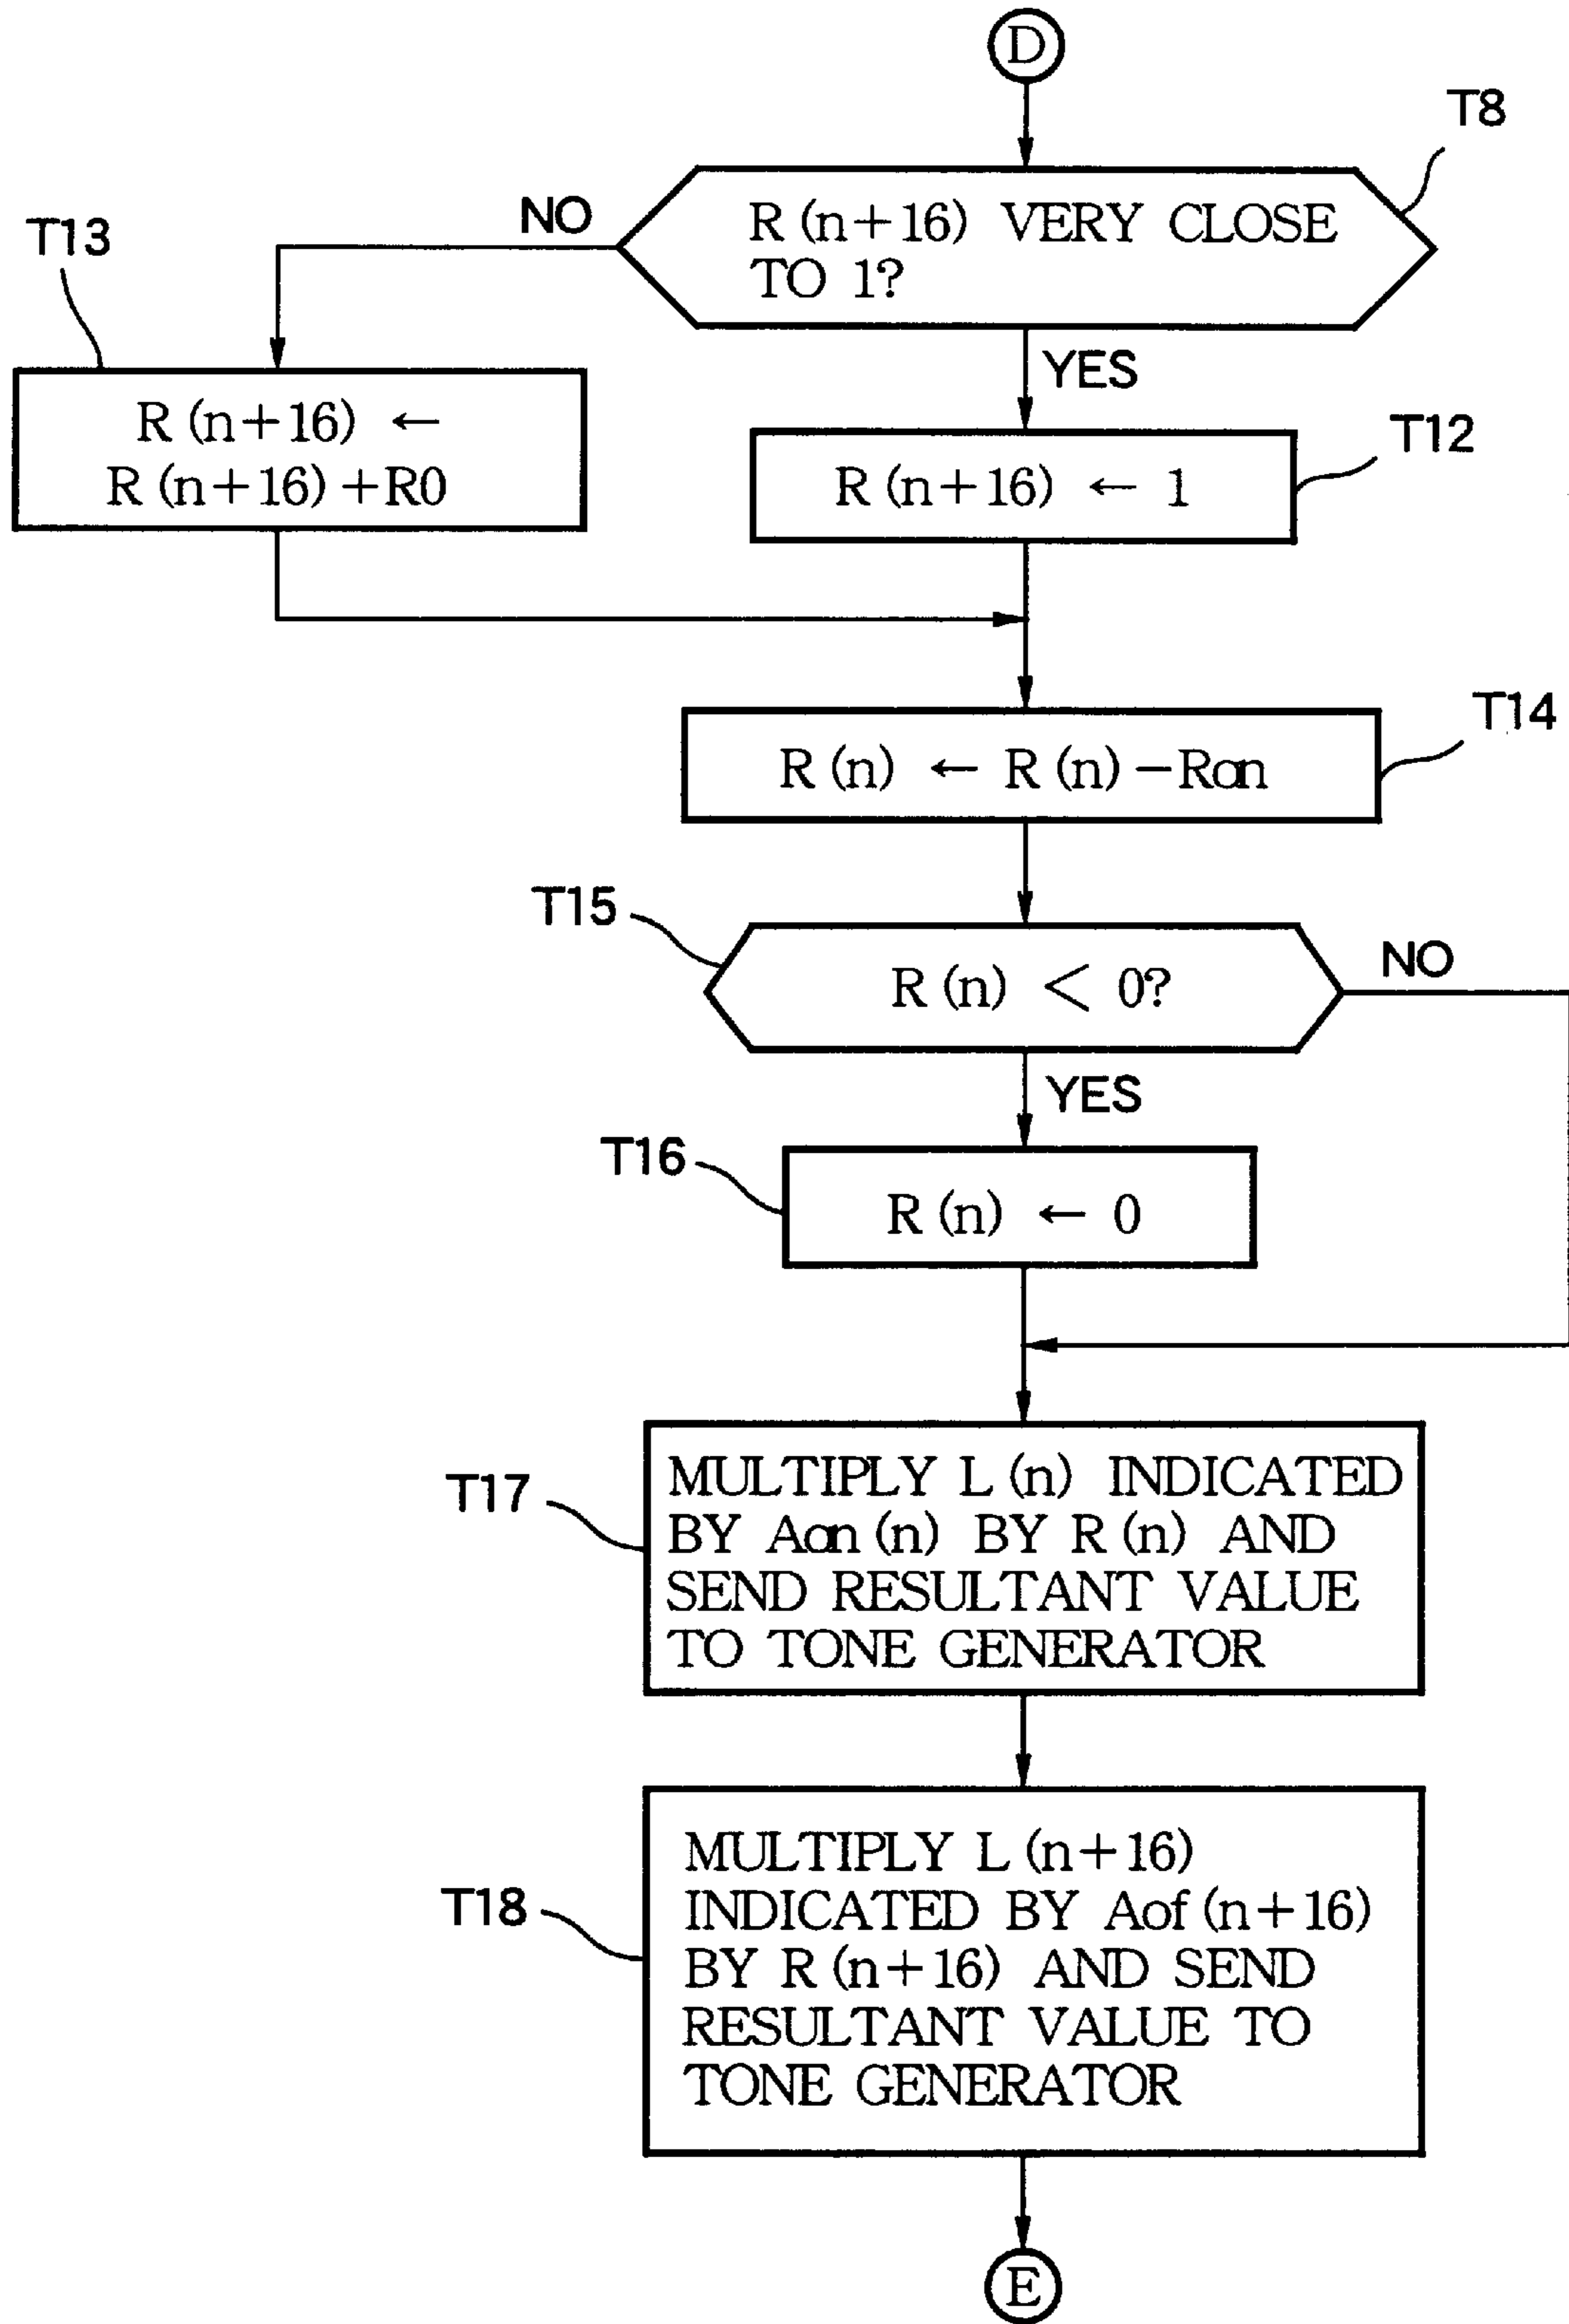 D
T8
R(n+16) VERY CLOSE
TO 1?
NO
YES
T13
R(n+16) ←
R(n+16)+R0
T12
R(n+16) ← 1
T14
R(n) ← R(n)-Ron
T15
R(n) < 0?
NO
YES
T16
R(n) ← 0
T17
MULTIPLY L(n) INDICATED
BY Aon(n) BY R(n) AND
SEND RESULTANT VALUE
TO TONE GENERATOR
T18
MULTIPLY L(n+16)
INDICATED BY Aof(n+16)
BY R(n+16) AND SEND
RESULTANT VALUE TO
TONE GENERATOR
E